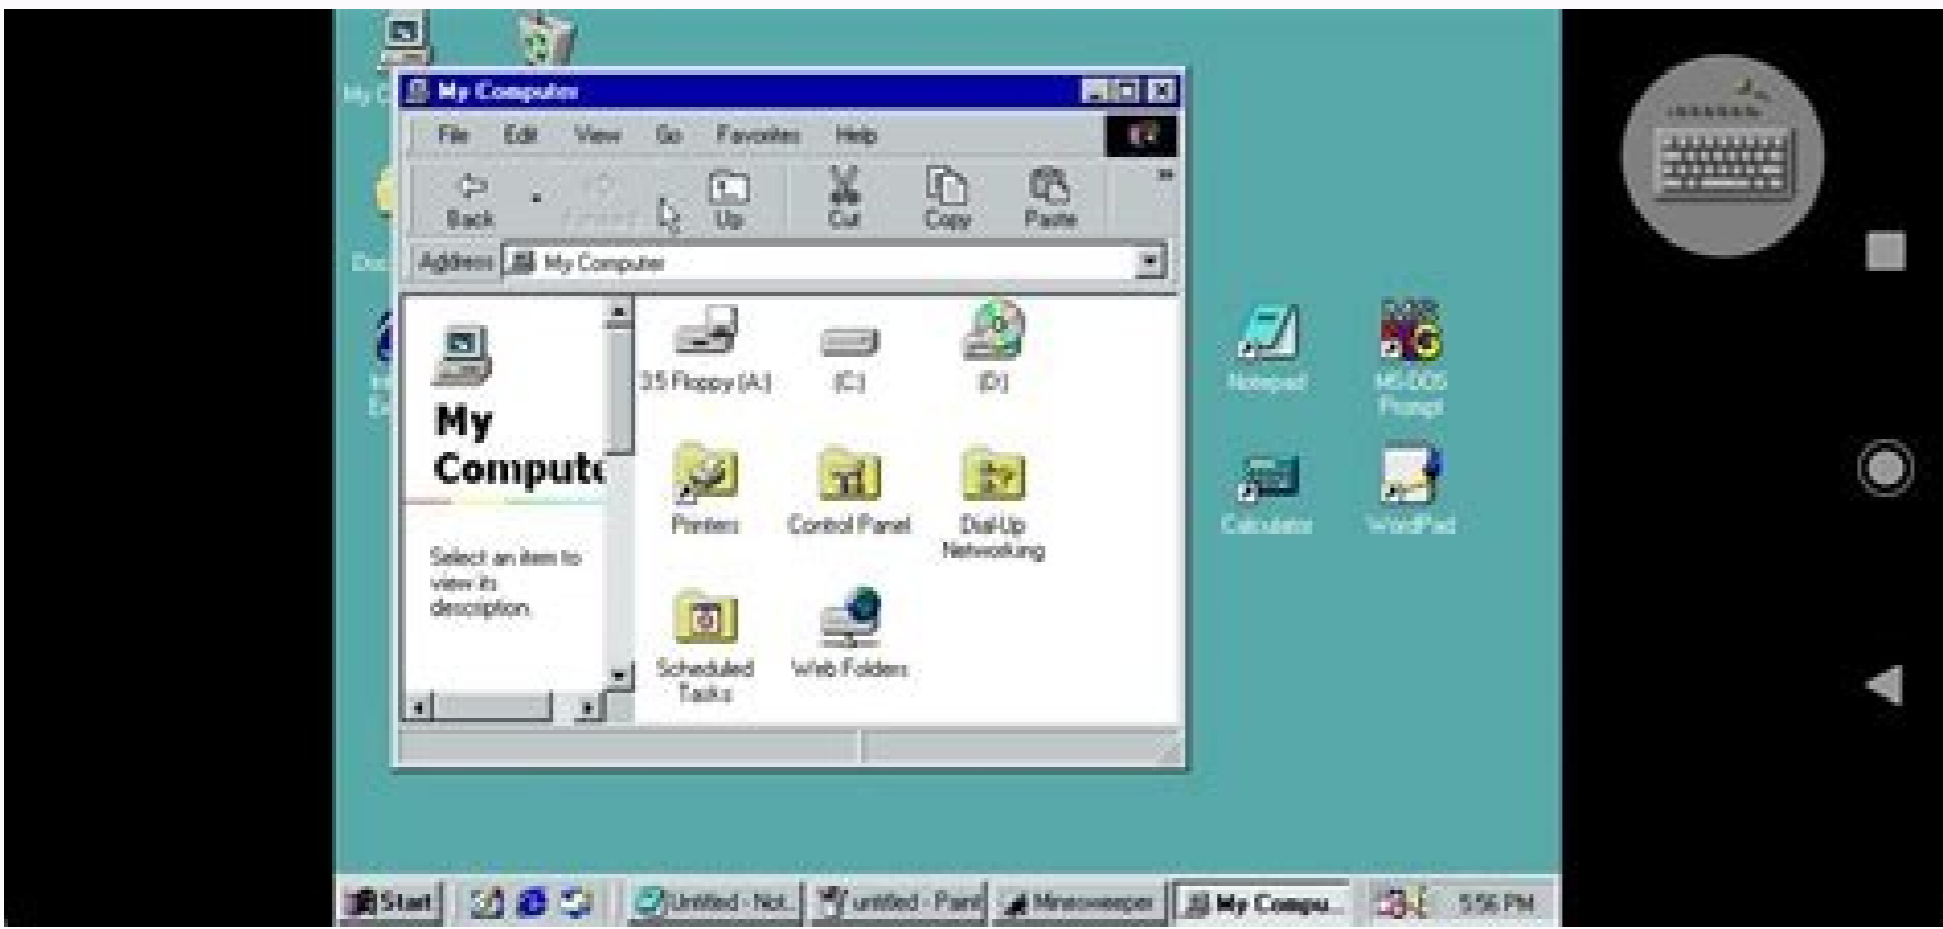 My Computer
File Edit View Go Favorites Help
Back Up Cut Copy Paste
Address My Computer
My
Compute
Select an item to
view its
description.
3.5 Floppy (A:) (C:) (D:)
Printers Control Panel Dial-Up
Networking
Scheduled
Tasks
Web Folders
Notepad MS-DOS
Prompt
Calculator WordPad
Start Untitled - Not... untitled - Paint Minesweeper My Compu... 5:56 PM